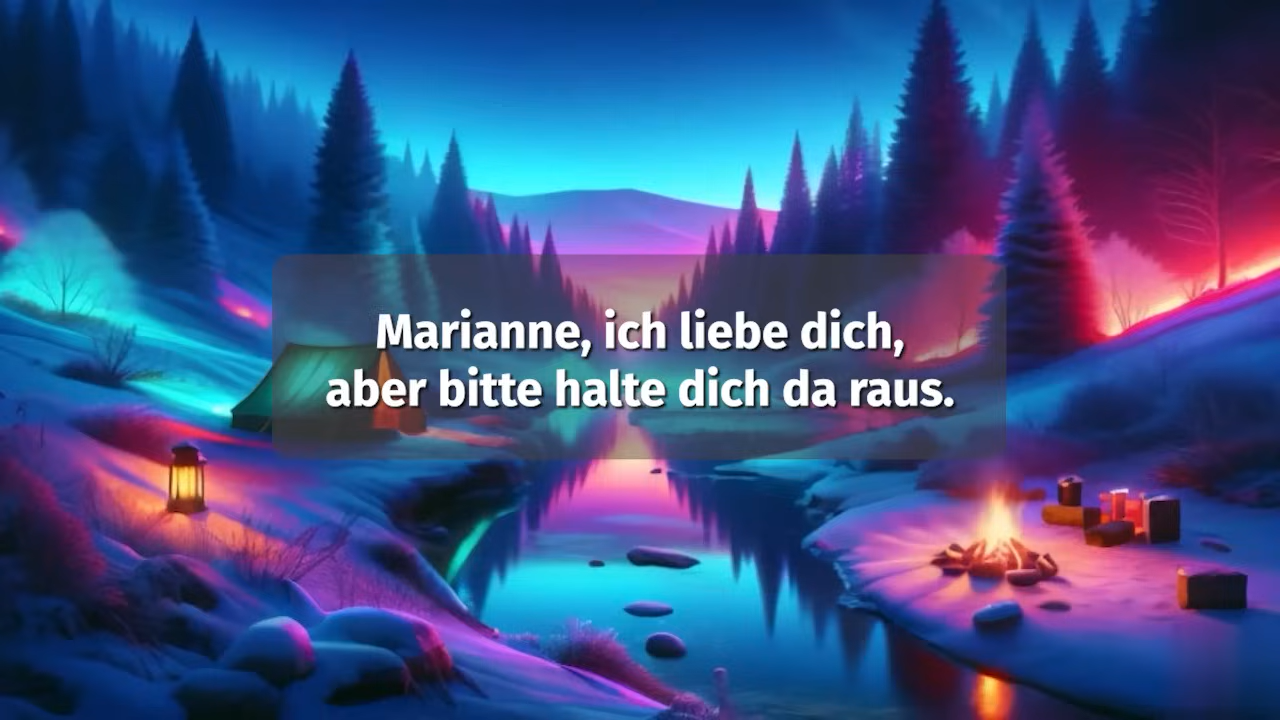 Marianne, ich liebe dich,
aber bitte halte dich da raus.